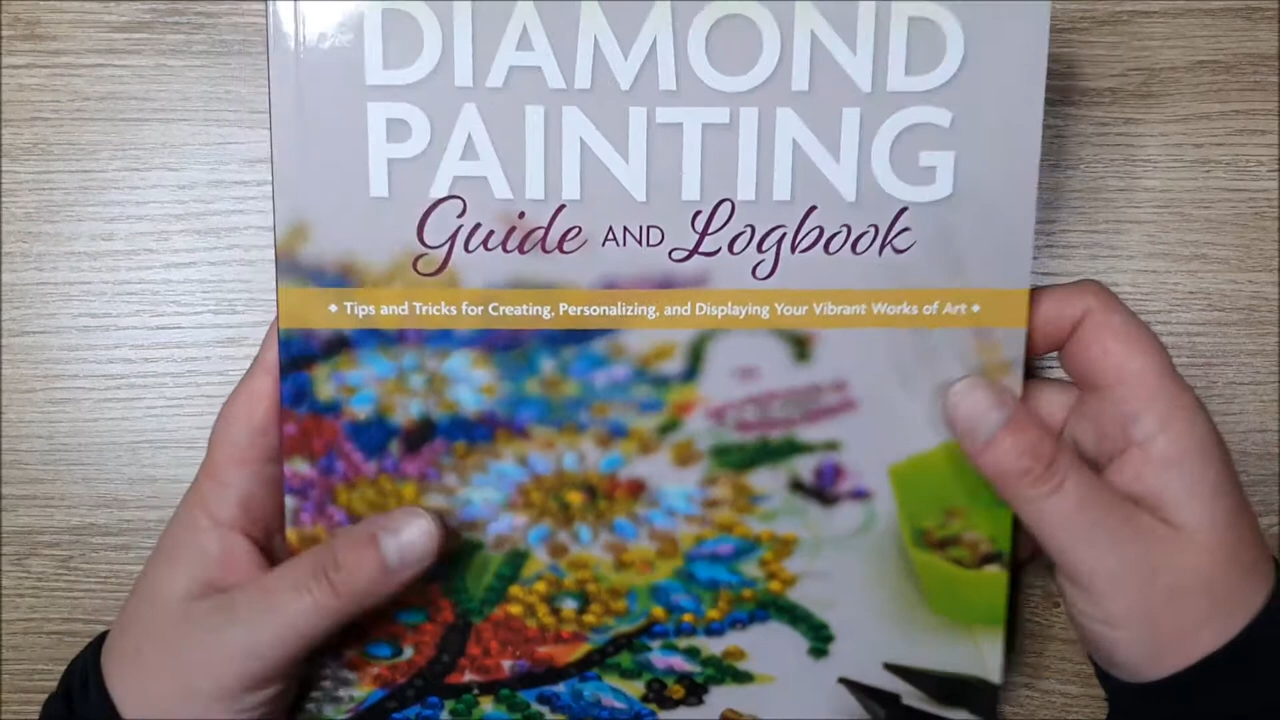 DIAMOND
PAINTING
Guide AND Logbook
◆ Tips and Tricks for Creating, Personalizing, and Displaying Your Vibrant Works of Art ◆